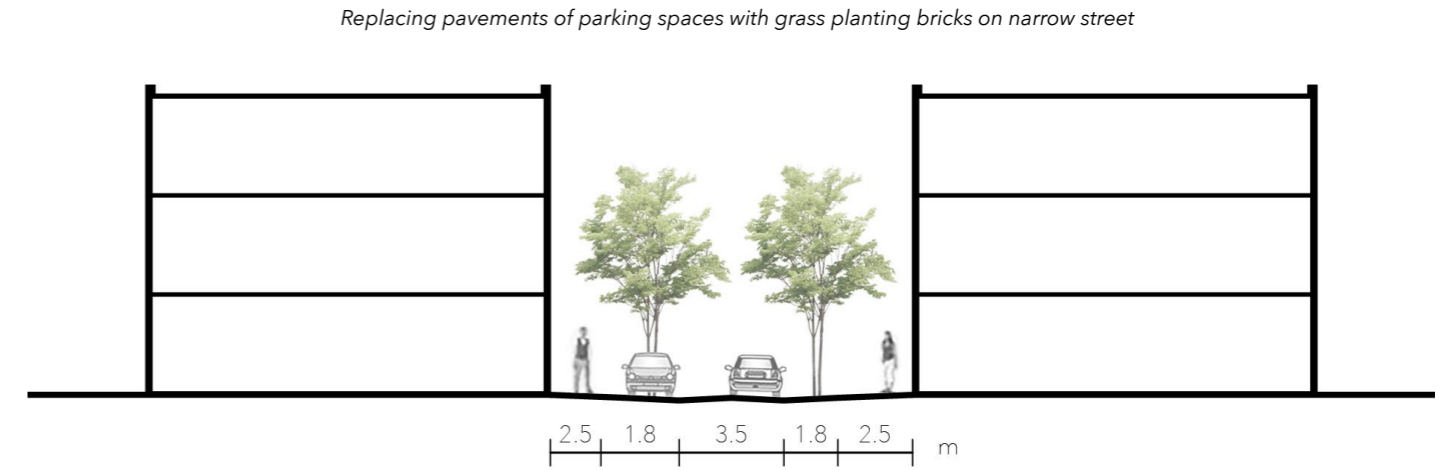 Replacing pavements of parking spaces with grass planting bricks on narrow street
2.5 1.8 3.5 1.8 2.5 m